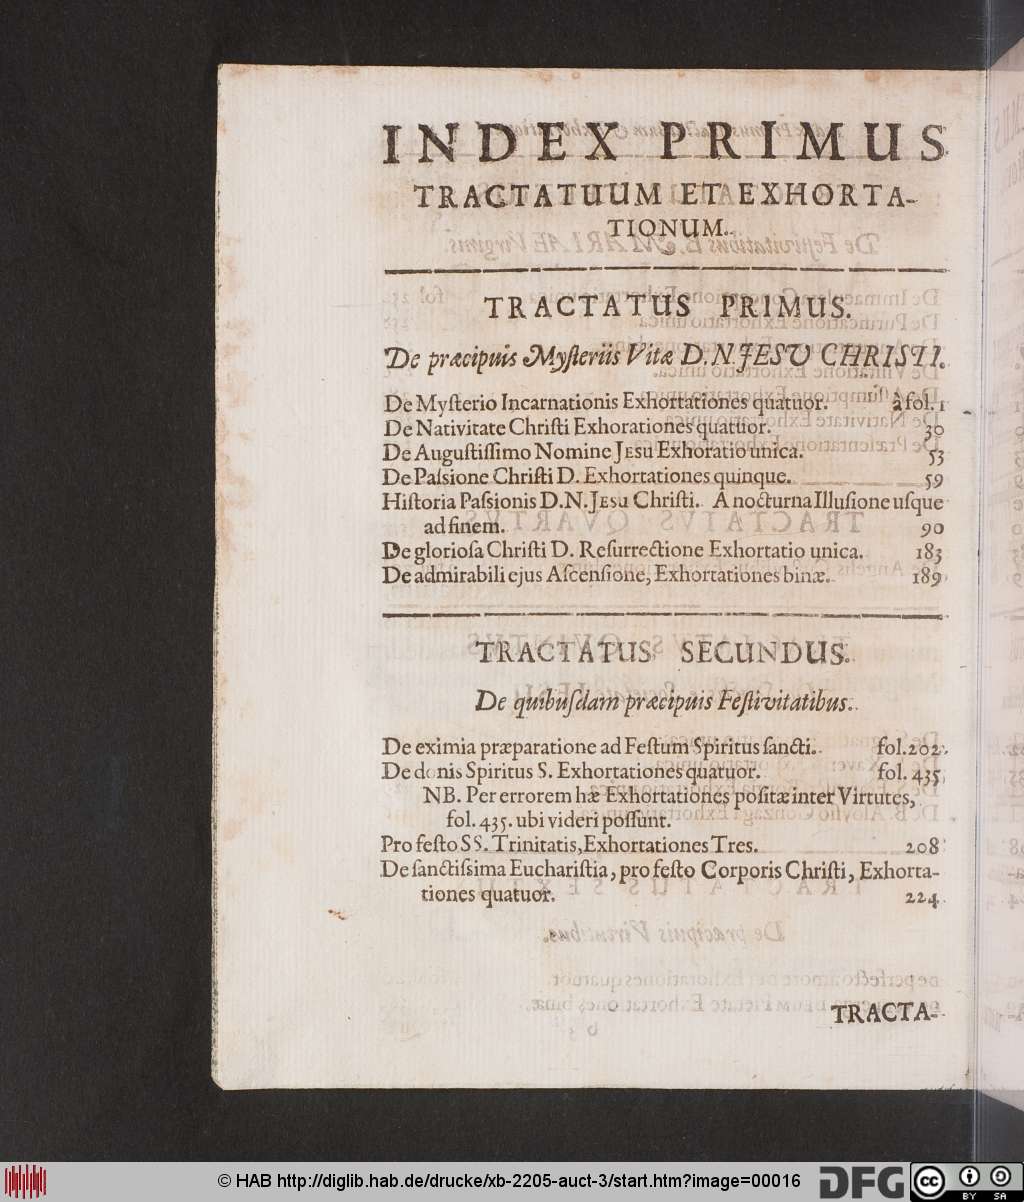 INDEX PRIMUS
TRACTATUUM ET EXHORTA-
TIONUM.
TRACTATUS PRIMUS.
De præcipuis Myſteriis Vitæ D. N. JESU CHRISTI.
De Myſterio Incarnationis Exhortationes quatuor. à fol. 1
De Nativitate Chriſti Exhorationes quatuor. 30
De Auguſtiſſimo Nomine JESU Exhoratio unica. 53
De Paſsione Chriſti D. Exhortationes quinque. 59
Hiſtoria Paſsionis D. N. JESU Chriſti. A nocturna Illuſione uſque
ad finem. 90
De glorioſa Chriſti D. Reſurrectione Exhortatio unica. 183
De admirabili ejus Aſcenſione, Exhortationes binæ. 189
TRACTATUS SECUNDUS.
De quibuſdam præcipuis Feſtivitatibus.
De eximia præparatione ad Feſtum Spiritus ſancti. fol. 202.
De donis Spiritus S. Exhortationes quatuor. fol. 435
NB. Per errorem hæ Exhortationes poſitæ inter Virtutes,
fol. 435. ubi videri poſſunt.
Pro feſto SS. Trinitatis, Exhortationes Tres. 208
De ſanctiſsima Euchariſtia, pro feſto Corporis Chriſti, Exhorta-
tiones quatuor. 224
TRACTA-
© HAB http://diglib.hab.de/drucke/xb-2205-auct-3/start.htm?image=00016
DFG
cc BY SA